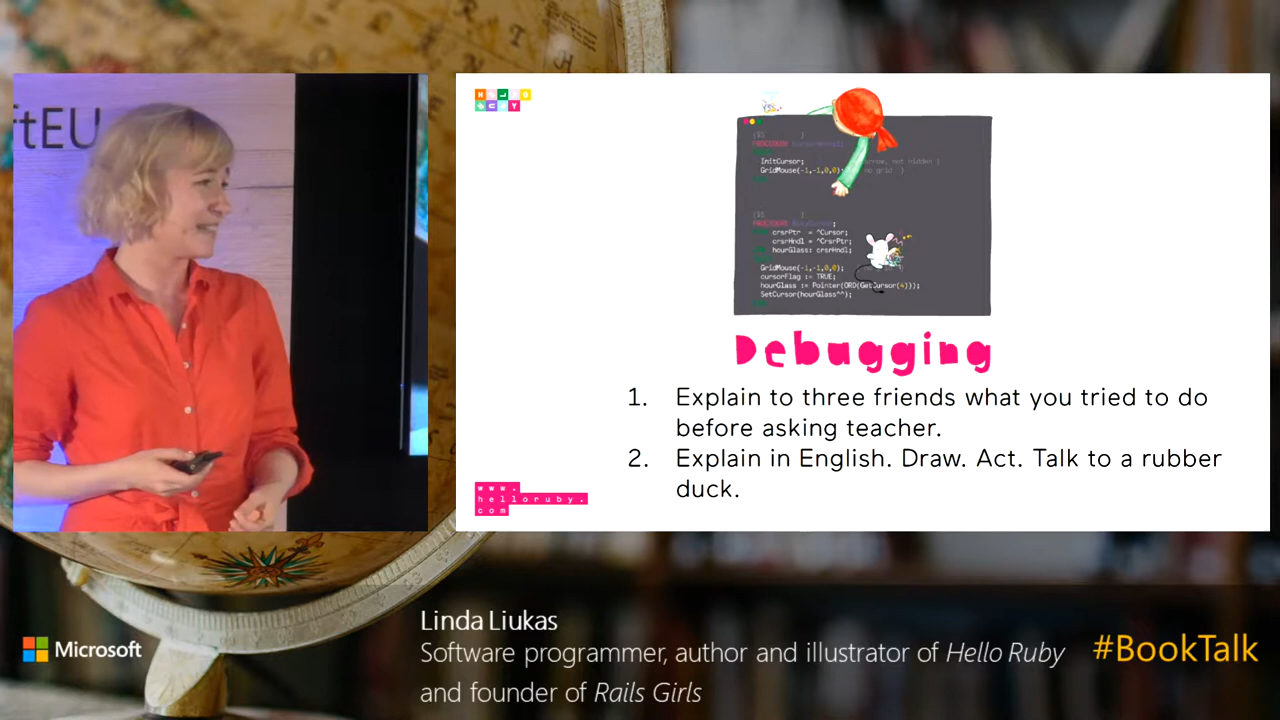 ftEU
HELLO
RUBY
InitCursor;
GridMouse(-1,-1,0,0);
crsrPtr = ^Cursor;
crsrHndl = ^CrsrPtr;
hourGlass: crsrHndl;
GridMouse(-1,-1,0,0);
cursorFlag := TRUE;
hourGlass := Pointer(ORD(GetCursor(4)));
SetCursor(hourGlass^^);
Debugging
1. Explain to three friends what you tried to do
before asking teacher.
2. Explain in English. Draw. Act. Talk to a rubber
duck.
www.
helloruby.
com
Linda Liukas
Microsoft
Software programmer, author and illustrator of Hello Ruby
#BookTalk
and founder of Rails Girls